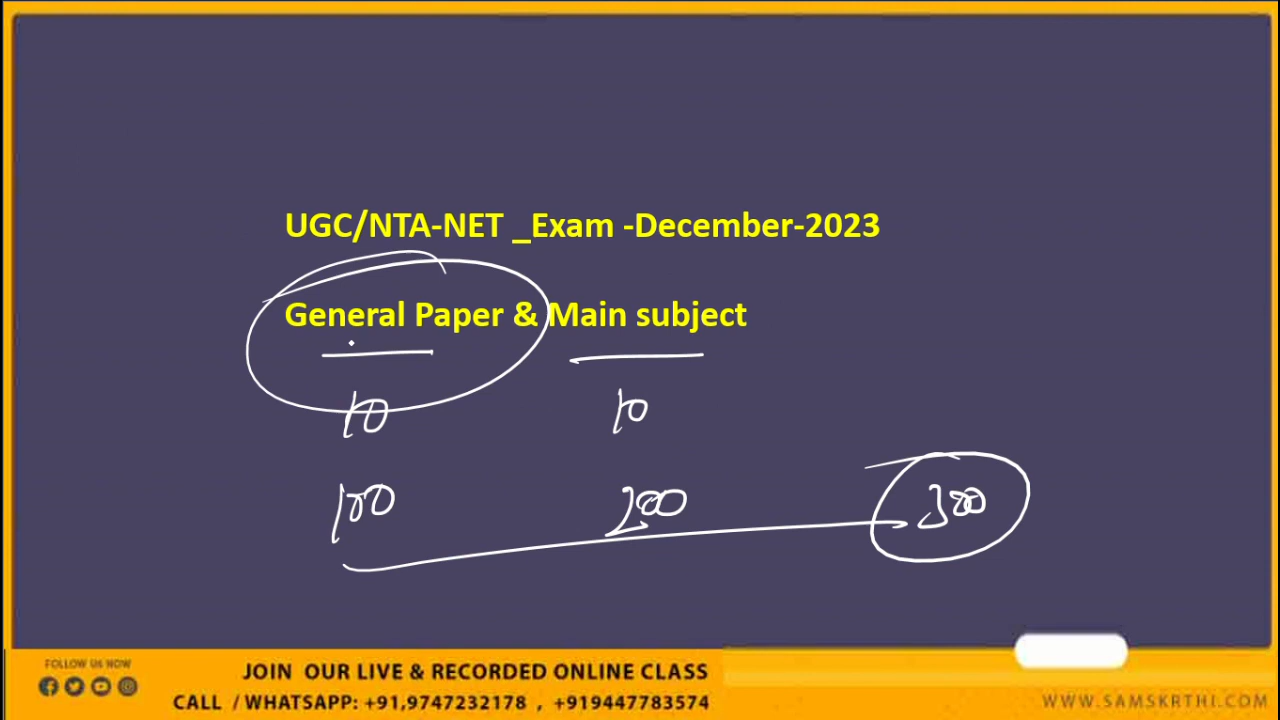 UGC/NTA-NET _Exam -December-2023
General Paper & Main subject
10 10
100 200 300
FOLLOW US NOW
JOIN OUR LIVE & RECORDED ONLINE CLASS
CALL / WHATSAPP: +91,9747232178 , +919447783574
WWW.SAMSKRTHI.COM